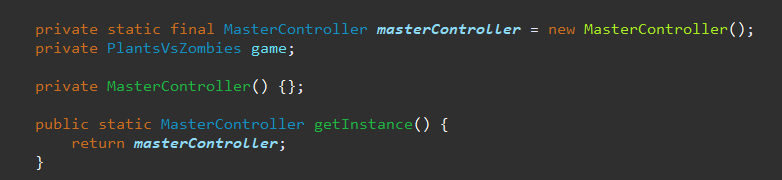 private static final MasterController masterController = new MasterController();
private PlantsVsZombies game;
private MasterController() {};
public static MasterController getInstance() {
return masterController;
}